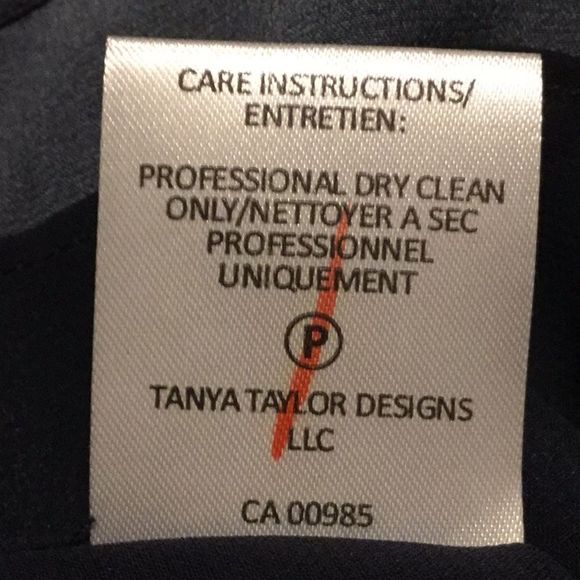 CARE INSTRUCTIONS/
ENTRETIEN:
PROFESSIONAL DRY CLEAN
ONLY/NETTOYER A SEC
PROFESSIONNEL
UNIQUEMENT
P
TANYA TAYLOR DESIGNS
LLC
CA 00985